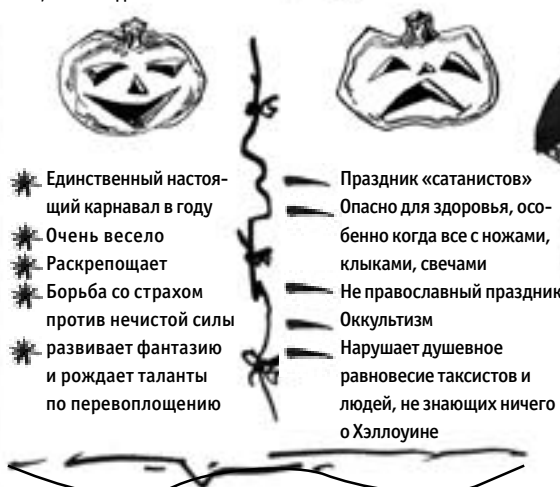 Единственный настоя-
щий карнавал в году
Очень весело
Раскрепощает
Борьба со страхом
против нечистой силы
развивает фантазию
и рождает таланты
по перевоплощению
Праздник «сатанистов»
Опасно для здоровья, осо-
бенно когда все с ножами,
клыками, свечами
Не православный праздник
Оккультизм
Нарушает душевное
равновесие таксистов и
людей, не знающих ничего
о Хэллоуине